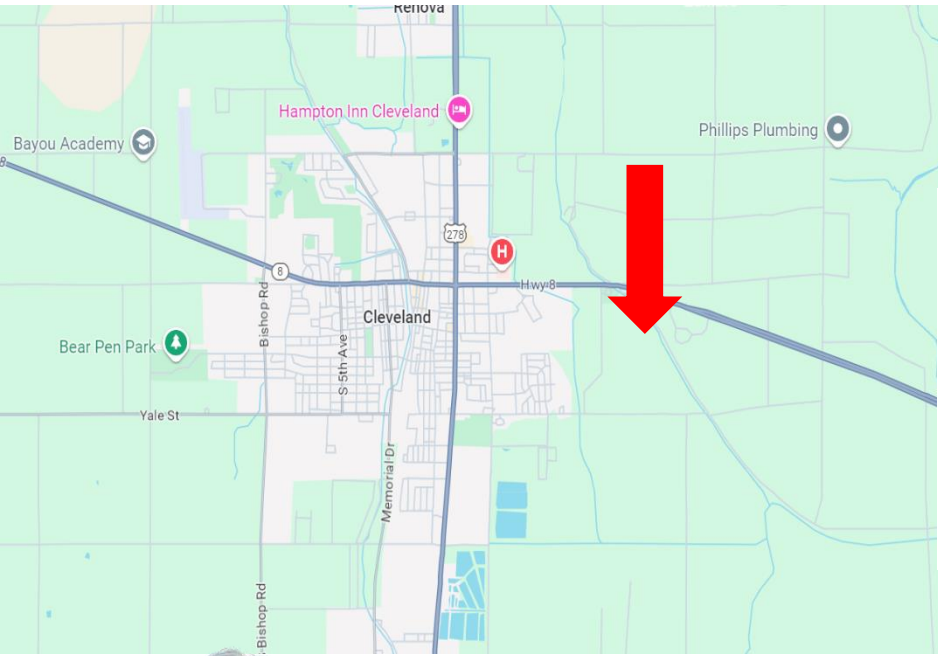 Renova
Hampton Inn Cleveland
Bayou Academy
Phillips Plumbing
8
278
H
8
Hwy 8
Bishop Rd
Cleveland
Bear Pen Park
S 5th Ave
Yale St
Memorial Dr
S Bishop Rd